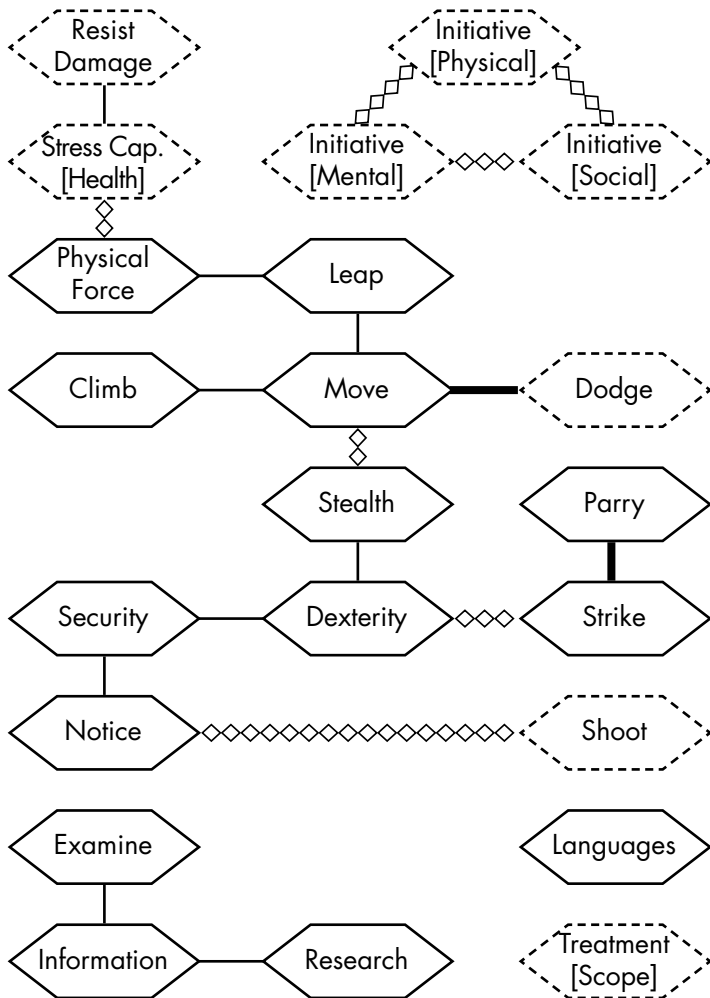 Resist
Damage
Initiative
[Physical]
Stress Cap.
[Health]
Initiative
[Mental]
Initiative
[Social]
Physical
Force
Leap
Climb
Move
Dodge
Stealth
Parry
Security
Dexterity
Strike
Notice
Shoot
Examine
Languages
Information
Research
Treatment
[Scope]